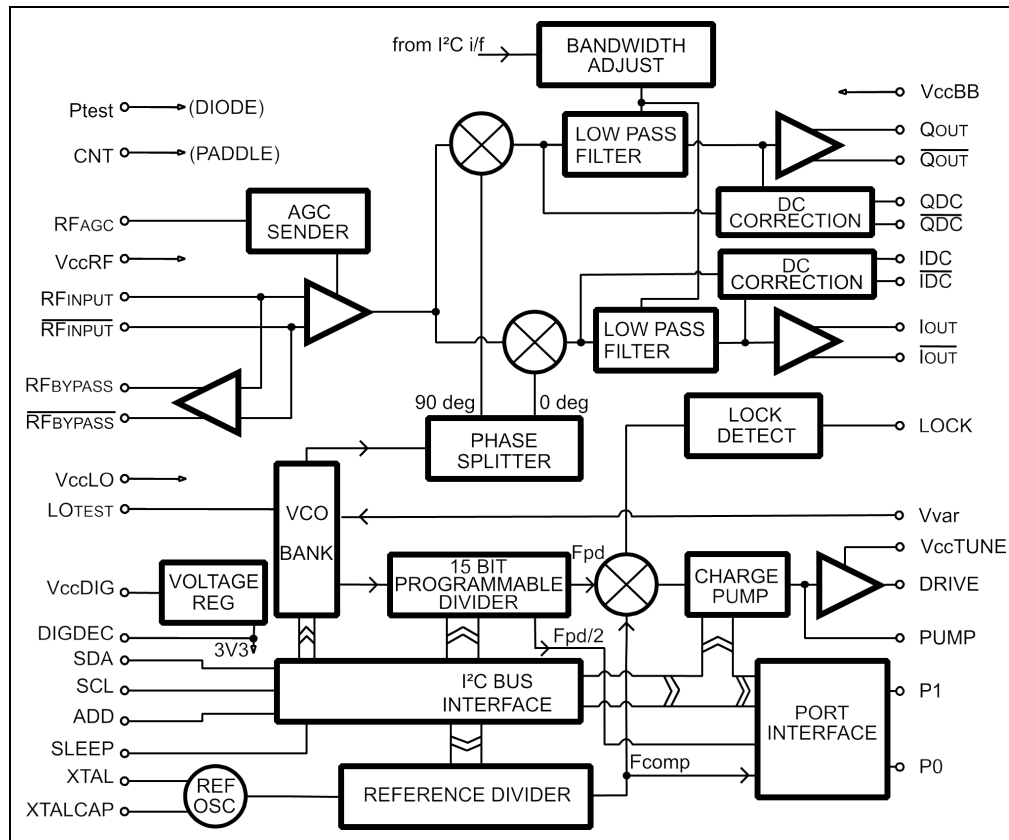 from I²C i/f
BANDWIDTH
ADJUST
Ptest
(DIODE)
CNT
(PADDLE)
RFAGC
AGC
SENDER
VccRF
RFINPUT
RFINPUT
RFBYPASS
RFBYPASS
LOW PASS
FILTER
VccBB
QOUT
QOUT
DC
CORRECTION
QDC
QDC
DC
CORRECTION
IDC
IDC
LOW PASS
FILTER
IOUT
IOUT
90 deg
0 deg
PHASE
SPLITTER
LOCK
DETECT
LOCK
VccLO
LOTEST
VCO
BANK
Vvar
VccDIG
VOLTAGE
REG
15 BIT
PROGRAMMABLE
DIVIDER
Fpd
CHARGE
PUMP
VccTUNE
DRIVE
PUMP
DIGDEC
3V3
Fpd/2
SDA
SCL
ADD
SLEEP
I²C BUS
INTERFACE
PORT
INTERFACE
P1
P0
XTAL
XTALCAP
REF
OSC
REFERENCE DIVIDER
Fcomp